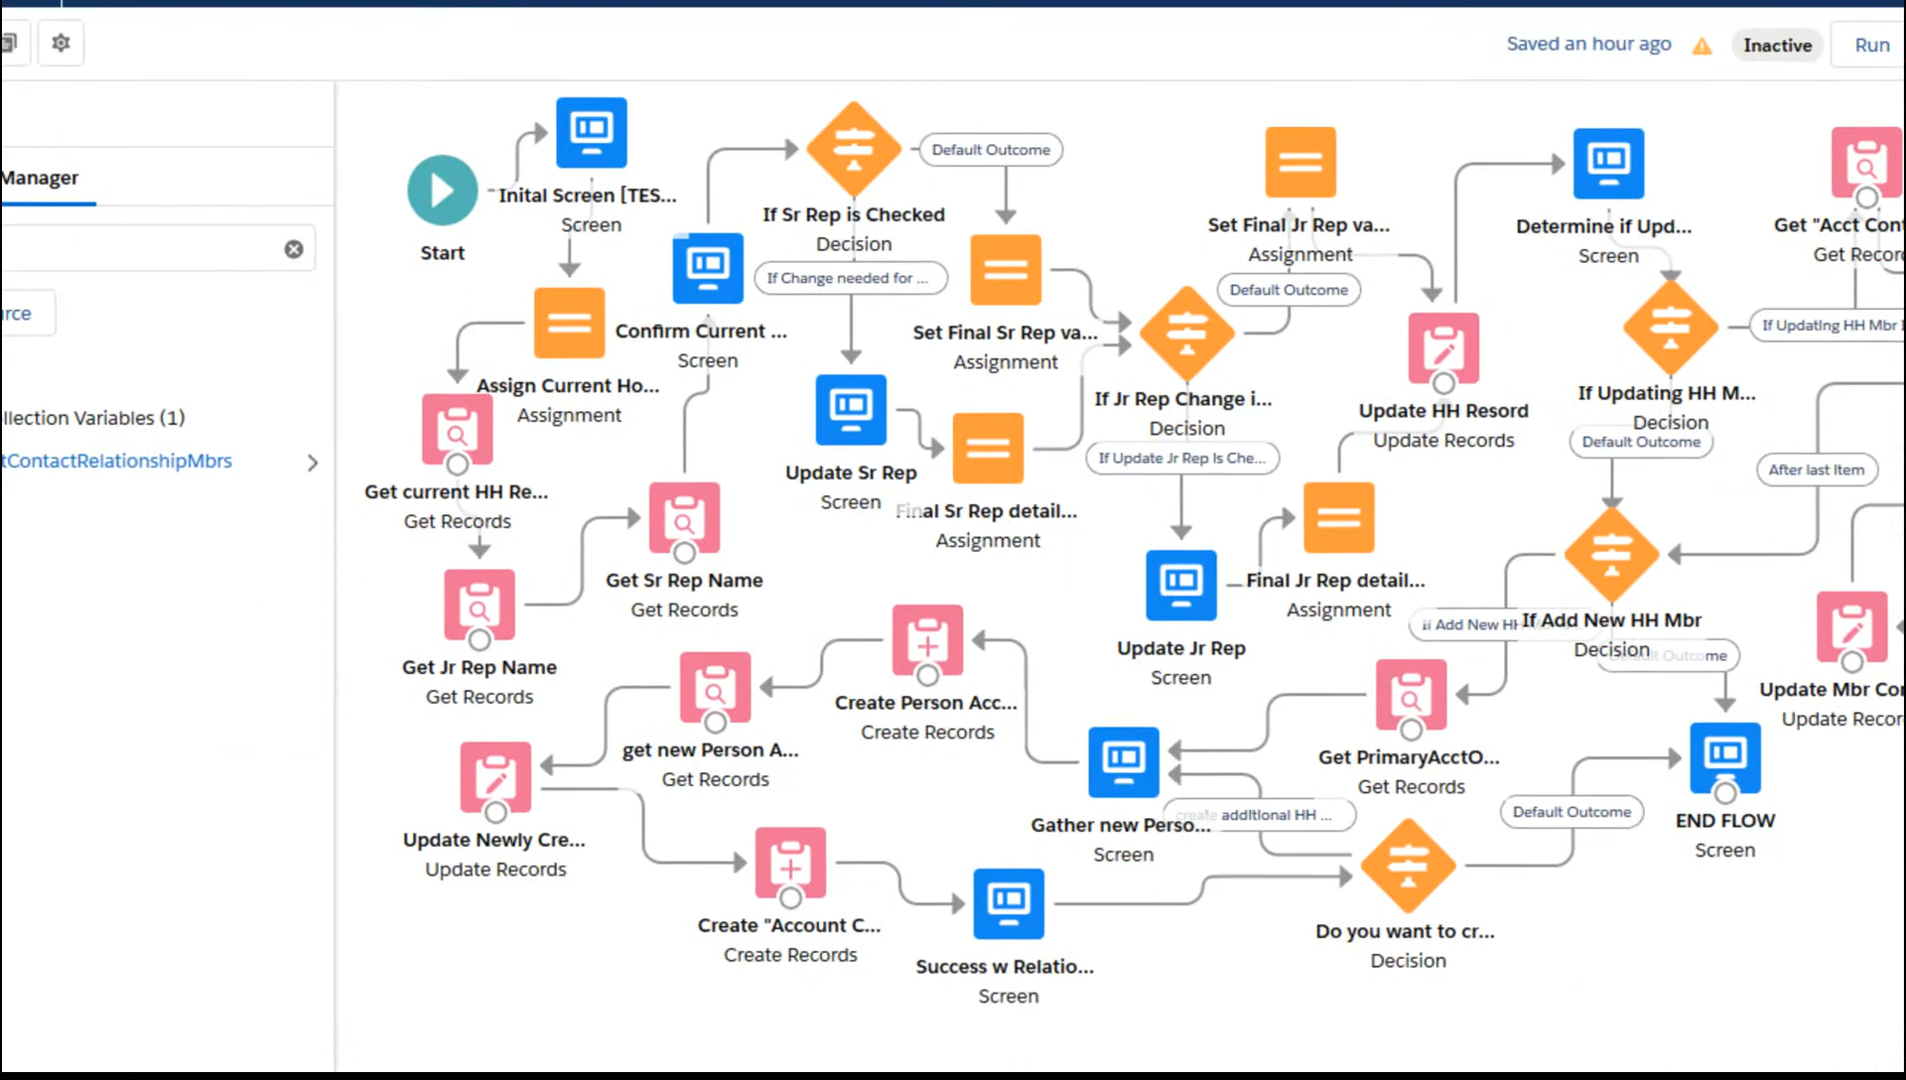 Saved an hour ago
Inactive
Run
Manager
rce
llection Variables (1)
tContactRelationshipMbrs
Start
Inital Screen [TES...
Screen
Assign Current Ho...
Assignment
Get current HH Re...
Get Records
Get Jr Rep Name
Get Records
Get Sr Rep Name
Get Records
Confirm Current ...
Screen
If Sr Rep is Checked
Decision
Default Outcome
If Change needed for ...
Set Final Sr Rep va...
Assignment
Update Sr Rep
Screen
Final Sr Rep detail...
Assignment
If Jr Rep Change i...
Decision
If Update Jr Rep Is Che...
Default Outcome
Set Final Jr Rep va...
Assignment
Update Jr Rep
Screen
Final Jr Rep detail...
Assignment
Update HH Resord
Update Records
Determine if Upd...
Screen
If Updating HH M...
Decision
Default Outcome
If Updating HH Mbr
Get "Acct Cont
Get Recor
After last Item
If Add New HH Mbr
Decision
If Add New HH
Default Outcome
Update Mbr Cor
Update Recor
Get PrimaryAcctO...
Get Records
Gather new Perso...
Screen
create additional HH ...
Create Person Acc...
Create Records
get new Person A...
Get Records
Update Newly Cre...
Update Records
Create "Account C...
Create Records
Success w Relatio...
Screen
Do you want to cr...
Decision
Default Outcome
END FLOW
Screen